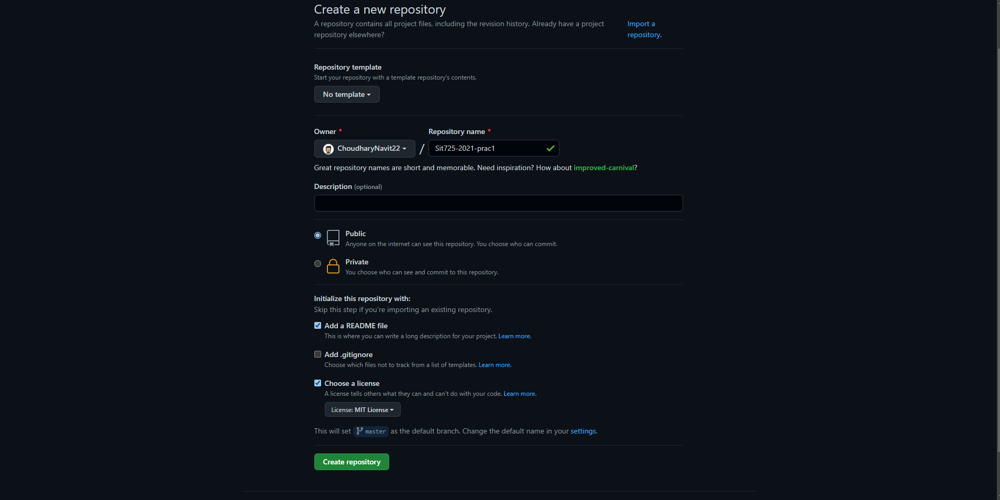 Create a new repository
A repository contains all project files, including the revision history. Already have a project repository elsewhere? Import a repository.
Repository template
Start your repository with a template repository's contents.
No template
Owner * Repository name *
ChoudharyNavit22 / Sit725-2021-prac1
Great repository names are short and memorable. Need inspiration? How about improved-carnival?
Description (optional)
Public
Anyone on the internet can see this repository. You choose who can commit.
Private
You choose who can see and commit to this repository.
Initialize this repository with:
Skip this step if you're importing an existing repository.
Add a README file
This is where you can write a long description for your project. Learn more.
Add .gitignore
Choose which files not to track from a list of templates. Learn more.
Choose a license
A license tells others what they can and can't do with your code. Learn more.
License: MIT License
This will set master as the default branch. Change the default name in your settings.
Create repository